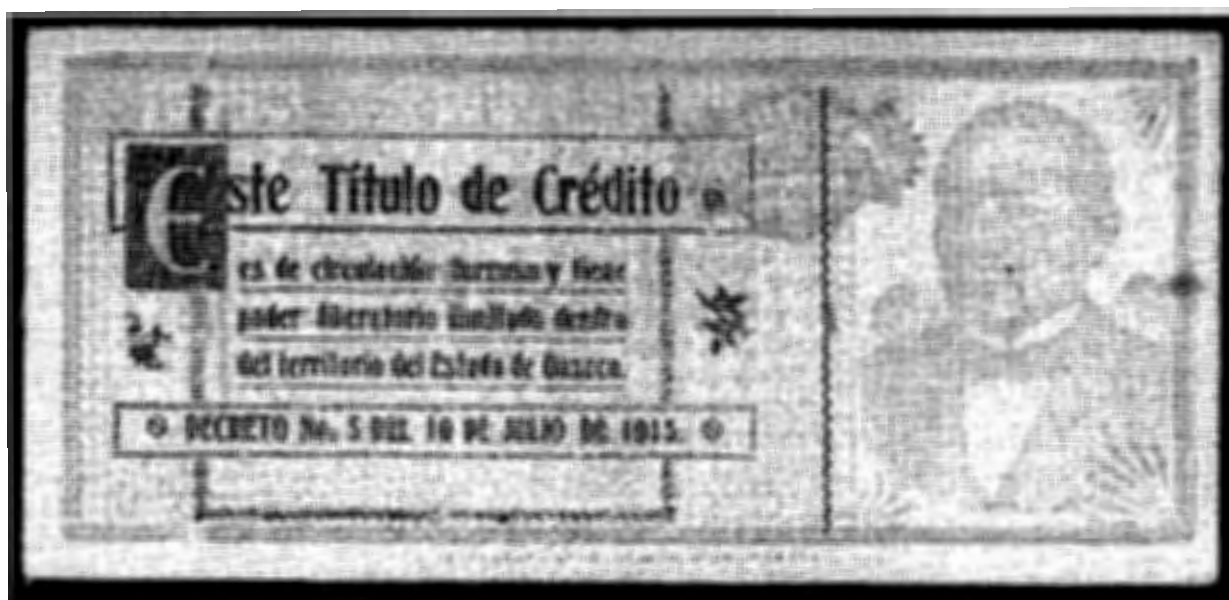 Este Título de Crédito
es de circulación forzosa y tiene
poder liberatorio ilimitado dentro
del territorio del Estado de Oaxaca.
DECRETO No. 5 DEL 10 DE JULIO DE 1915.